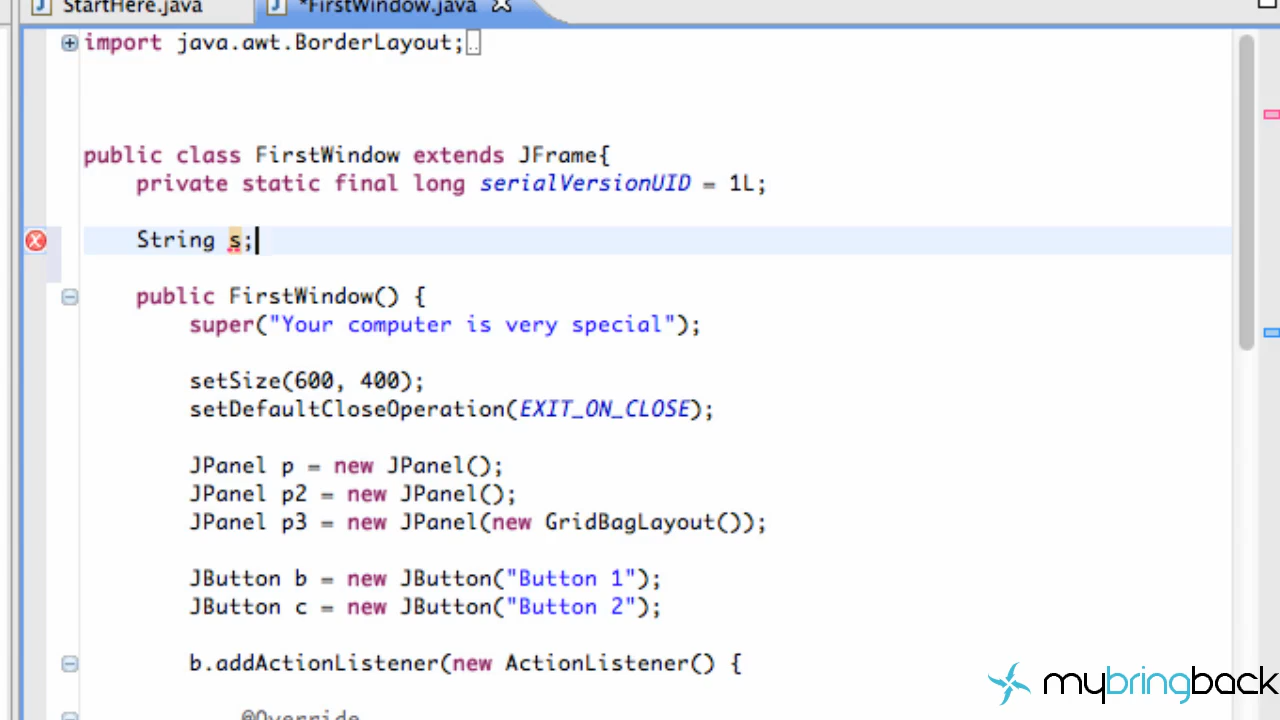 StartHere.java
*FirstWindow.java
import java.awt.BorderLayout;
public class FirstWindow extends JFrame{
private static final long serialVersionUID = 1L;
String s;
public FirstWindow() {
super("Your computer is very special");
setSize(600, 400);
setDefaultCloseOperation(EXIT_ON_CLOSE);
JPanel p = new JPanel();
JPanel p2 = new JPanel();
JPanel p3 = new JPanel(new GridBagLayout());
JButton b = new JButton("Button 1");
JButton c = new JButton("Button 2");
b.addActionListener(new ActionListener() {
@Override
mybringback